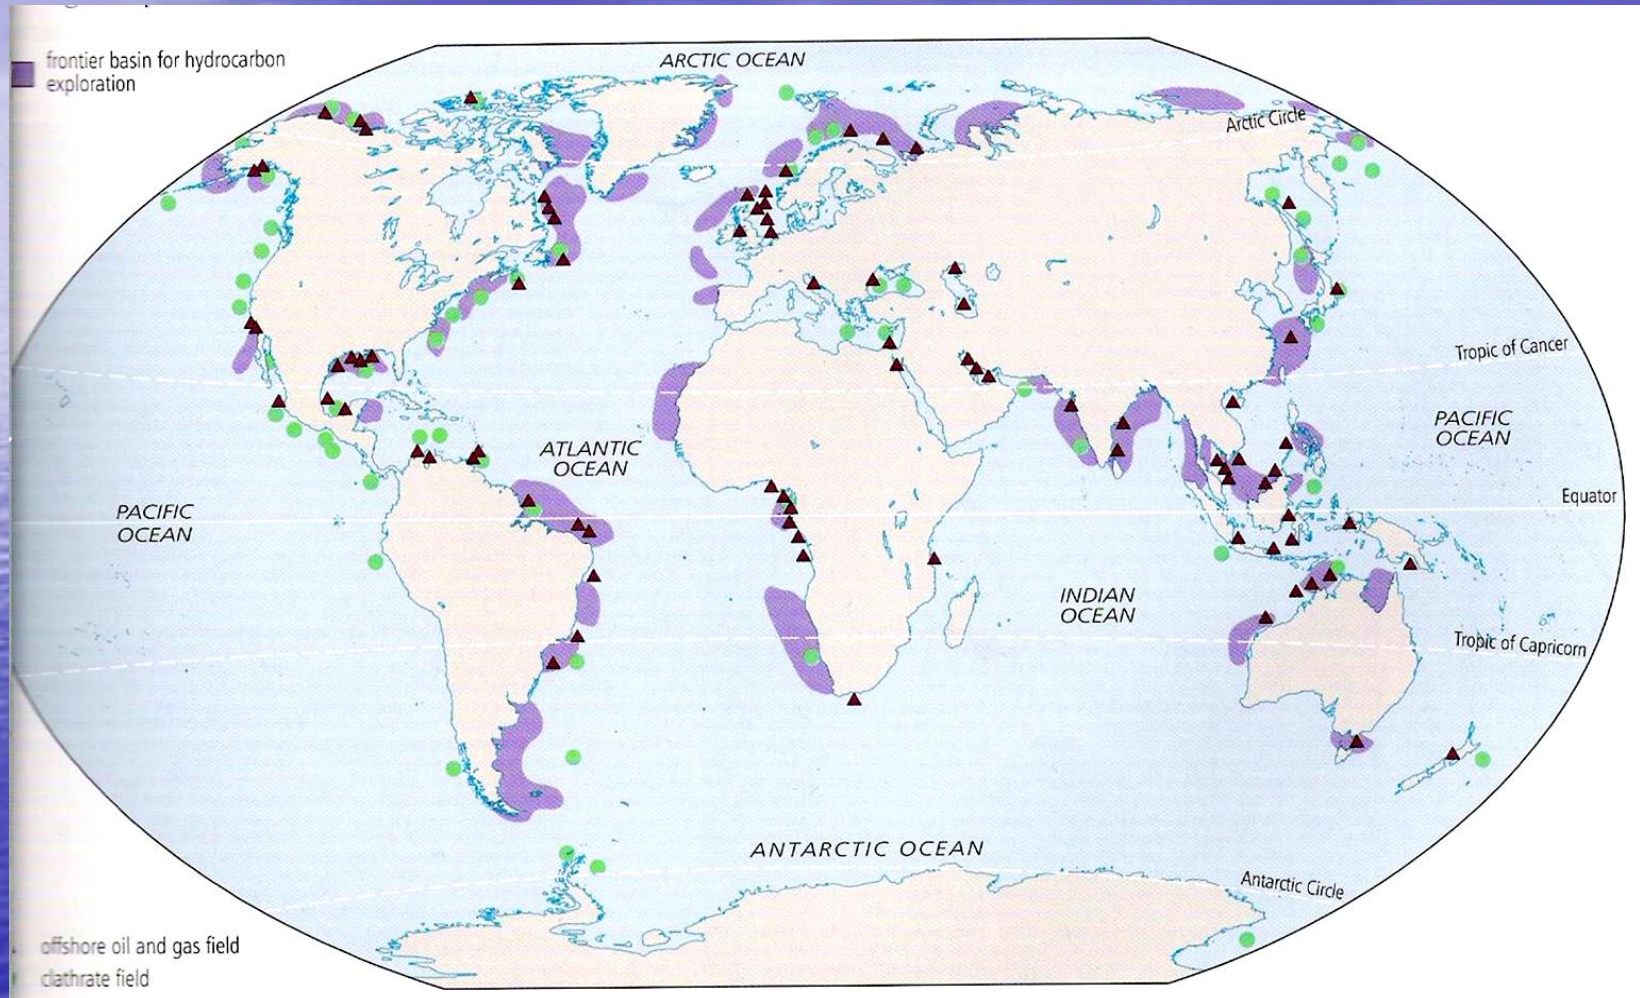 frontier basin for hydrocarbon
exploration
ARCTIC OCEAN
Arctic Circle
Tropic of Cancer
ATLANTIC
OCEAN
PACIFIC
OCEAN
Equator
PACIFIC
OCEAN
INDIAN
OCEAN
Tropic of Capricorn
ANTARCTIC OCEAN
Antarctic Circle
offshore oil and gas field
clathrate field